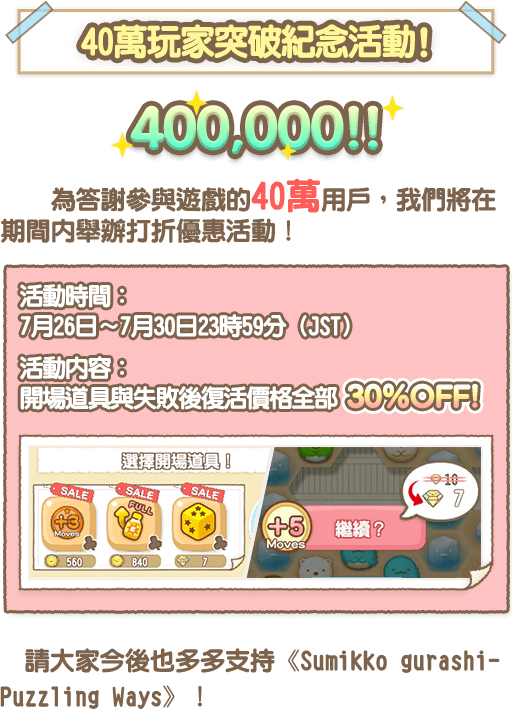 40萬玩家突破紀念活動!
400,000!!
為答謝參與遊戲的40萬用戶，我們將在
期間内舉辦打折優惠活動！
活動時間：
7月26日～7月30日23時59分（JST）
活動内容：
開場道具與失敗後復活價格全部 30%OFF!
選擇開場道具！
SALE SALE SALE
+3 Moves FULL
560 840 7
+5 Moves 繼續？
10
7
請大家今後也多多支持《Sumikko gurashi-
Puzzling Ways》！